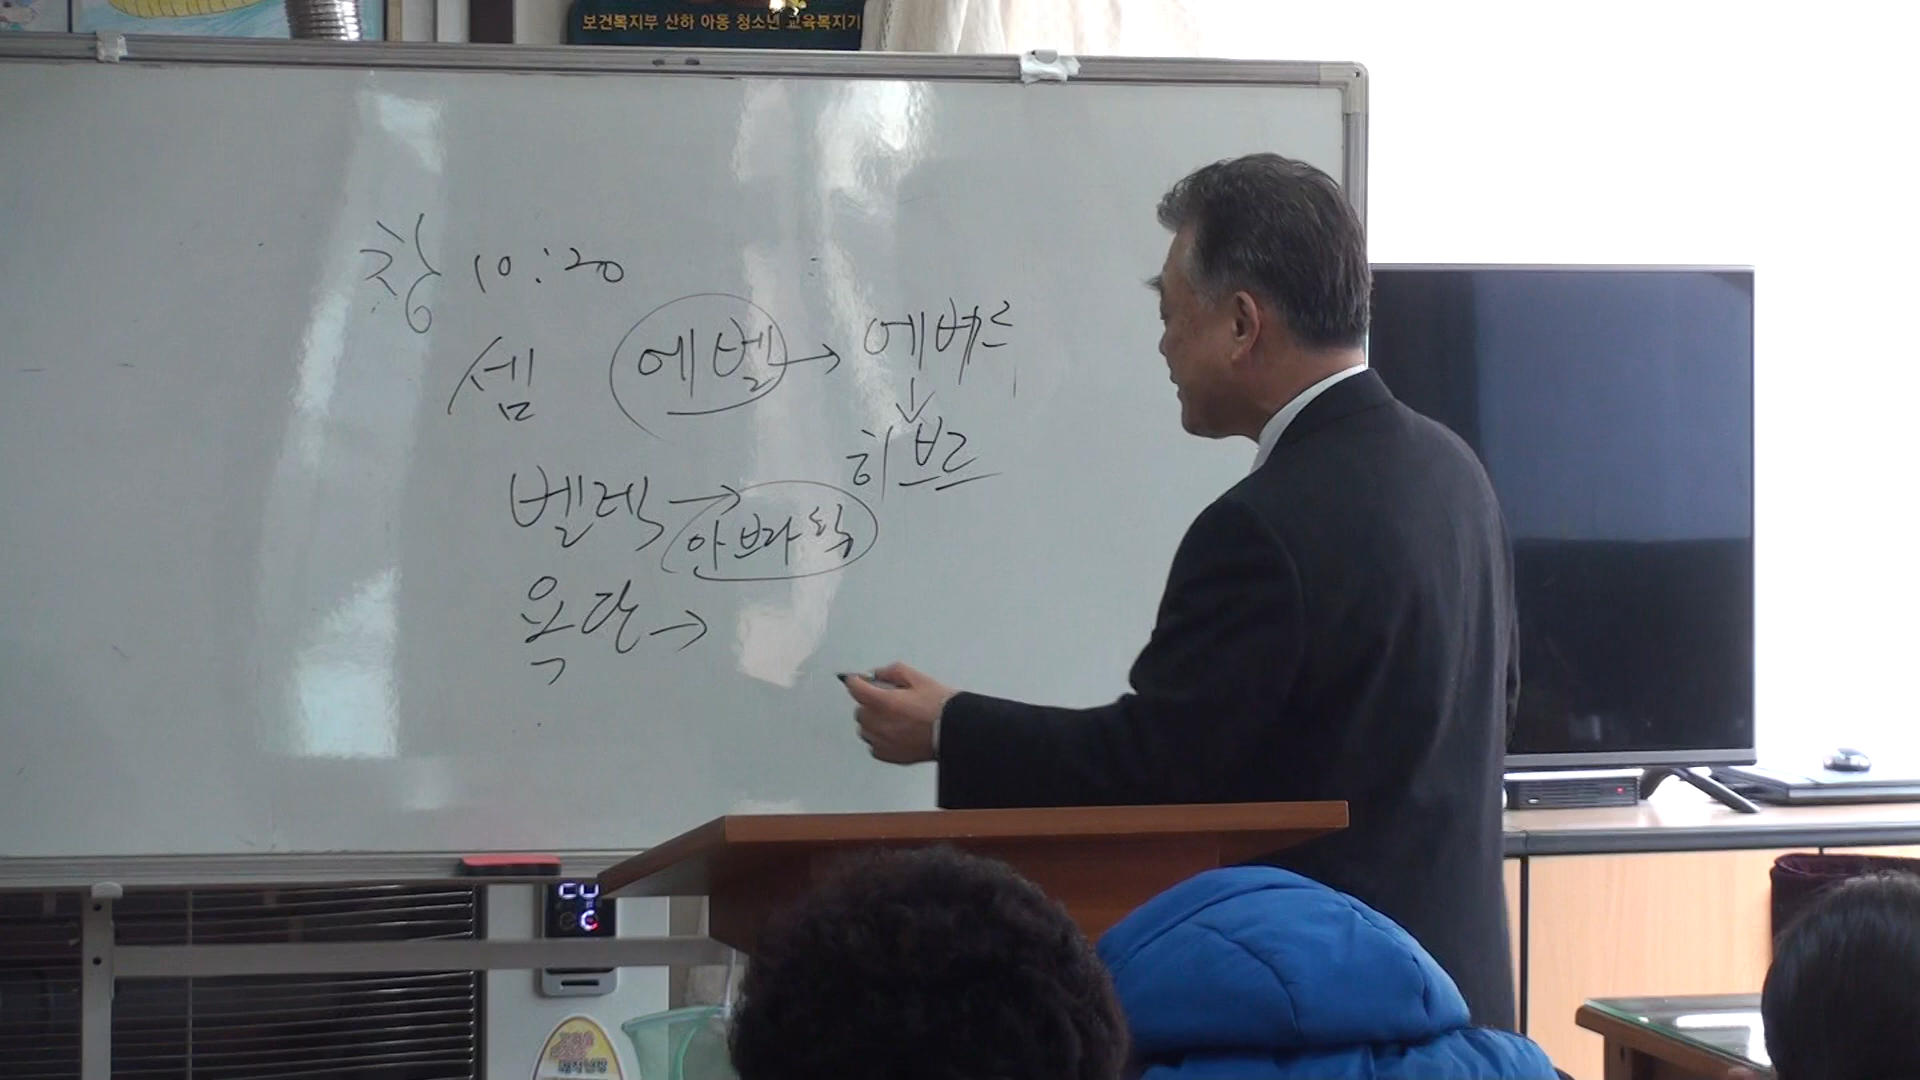 보건복지부 산하 아동 청소년 교육복지기
창 10:20
셈 에벨 → 에베르
↓
히브르
벨렉 →
아브라함
욕단 →